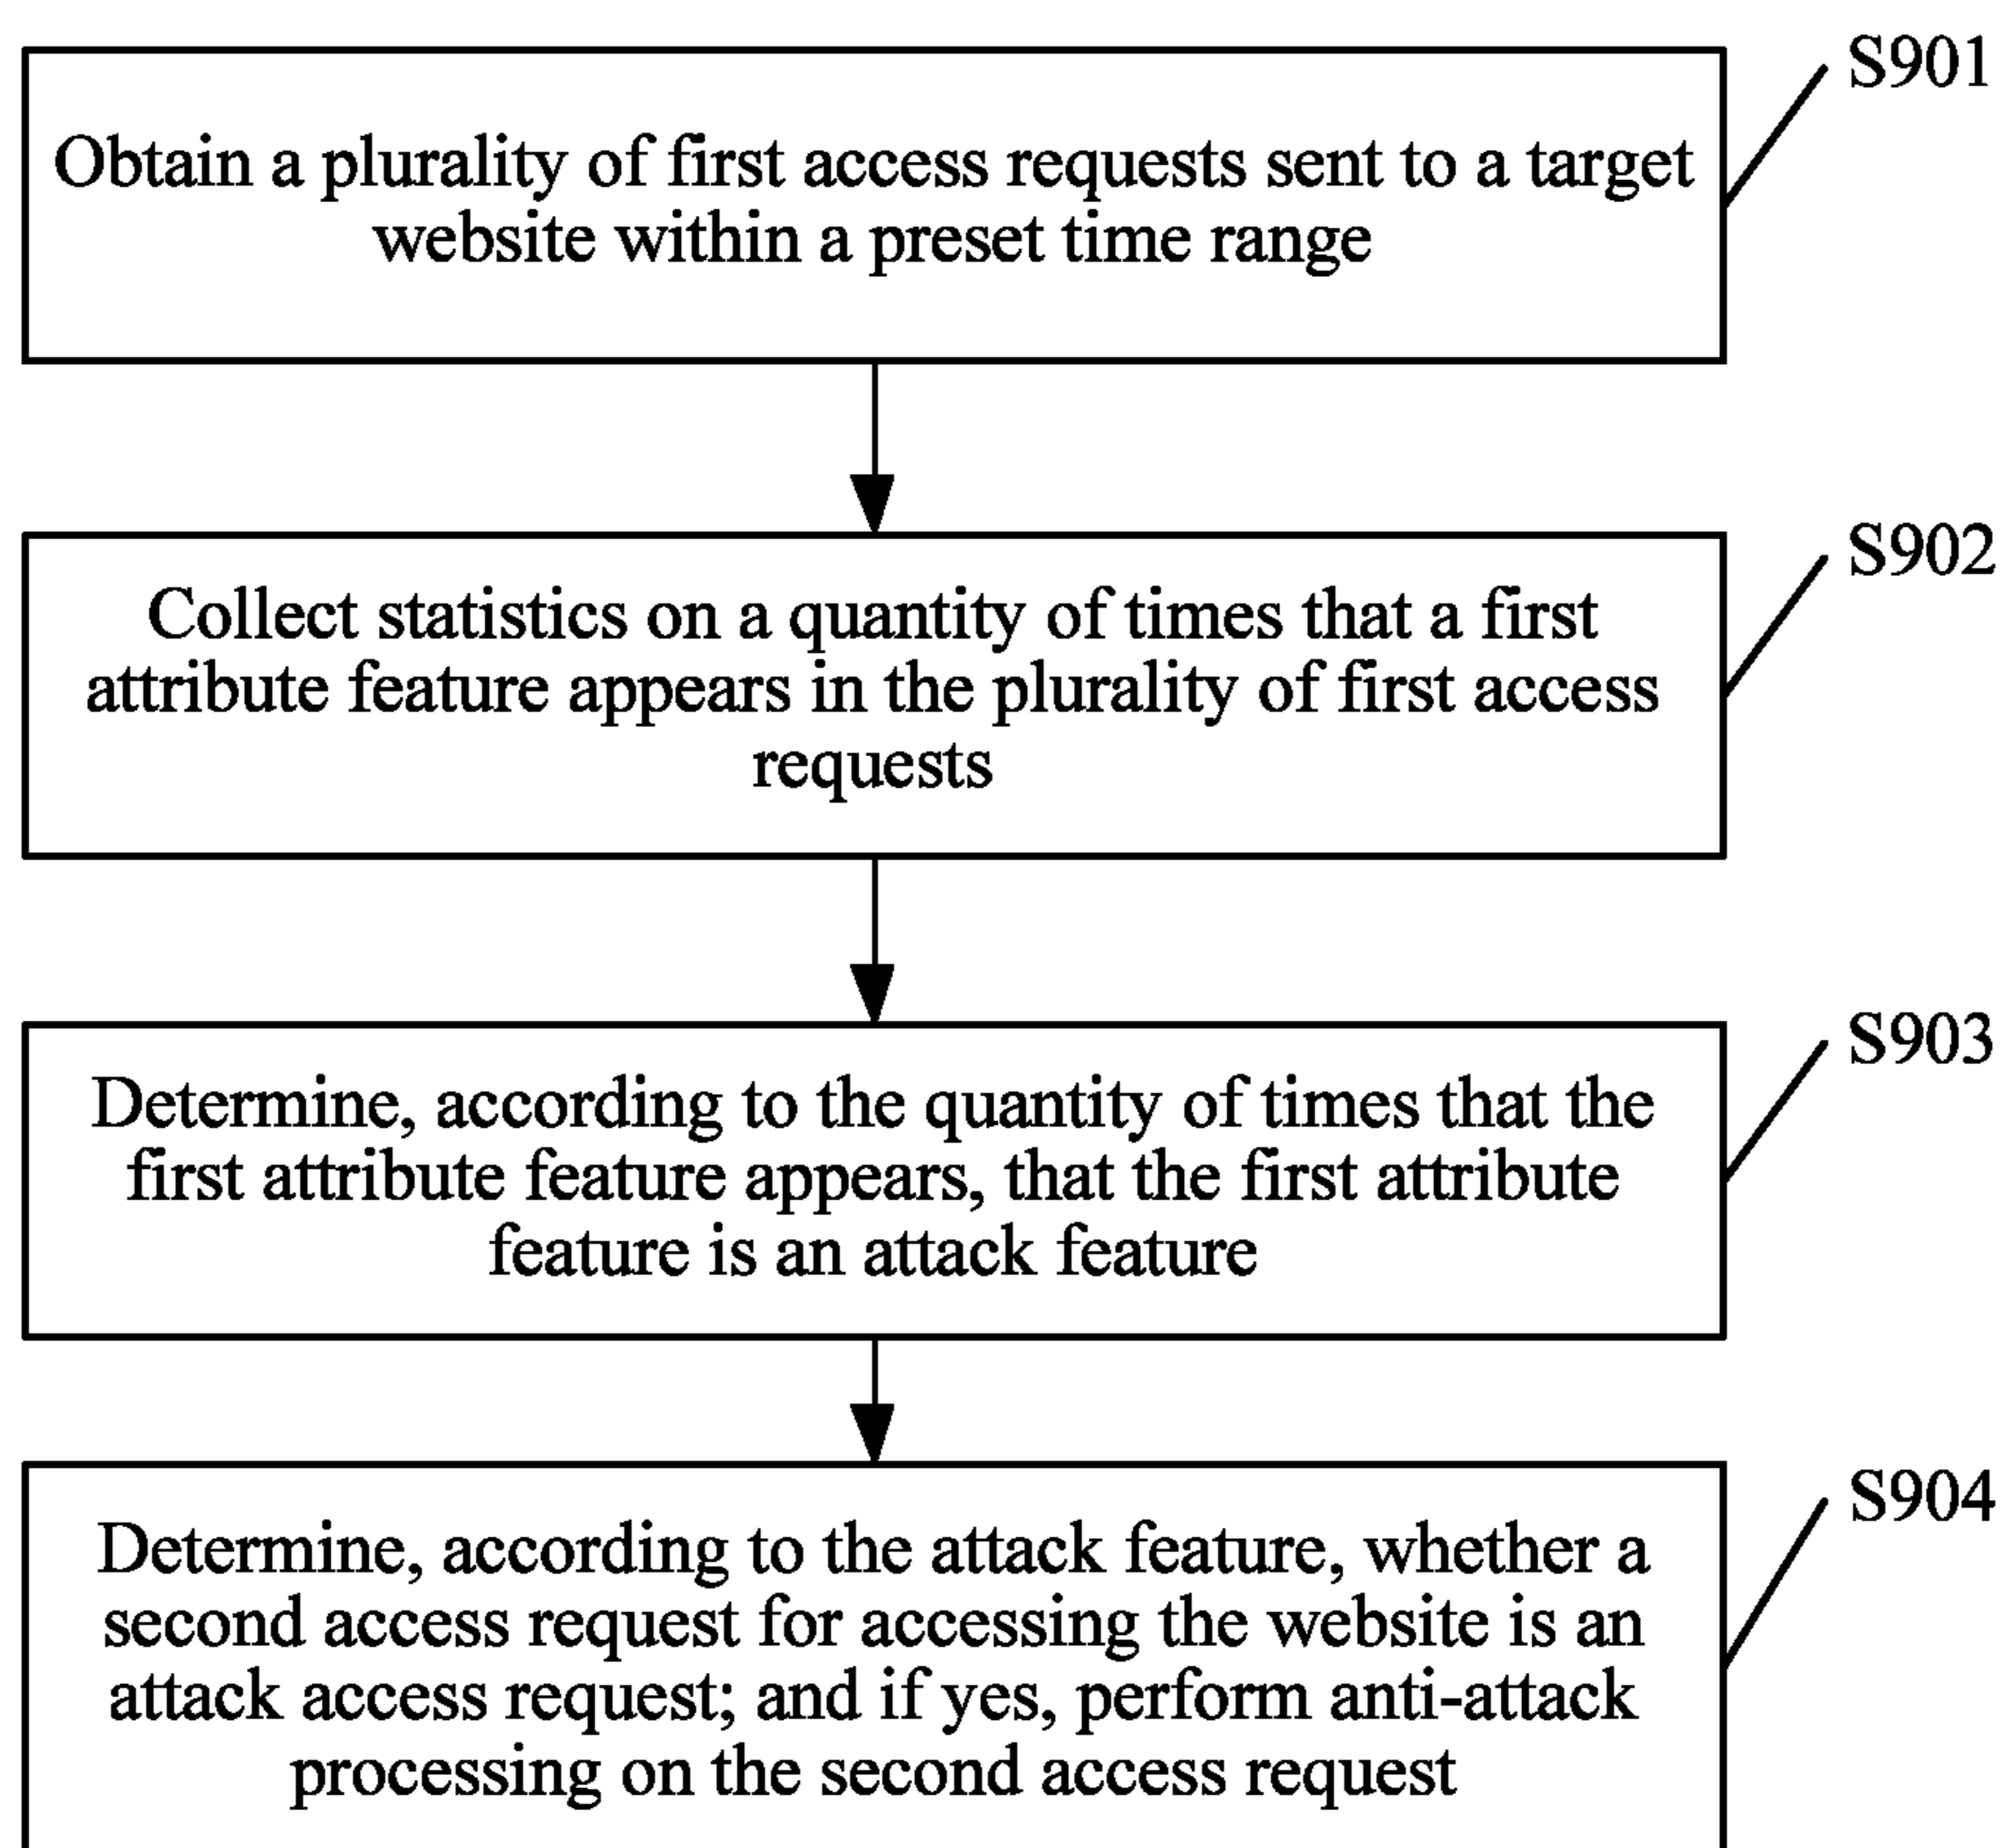 S901
Obtain a plurality of first access requests sent to a target
website within a preset time range
S902
Collect statistics on a quantity of times that a first
attribute feature appears in the plurality of first access
requests
S903
Determine, according to the quantity of times that the
first attribute feature appears, that the first attribute
feature is an attack feature
S904
Determine, according to the attack feature, whether a
second access request for accessing the website is an
attack access request; and if yes, perform anti-attack
processing on the second access request